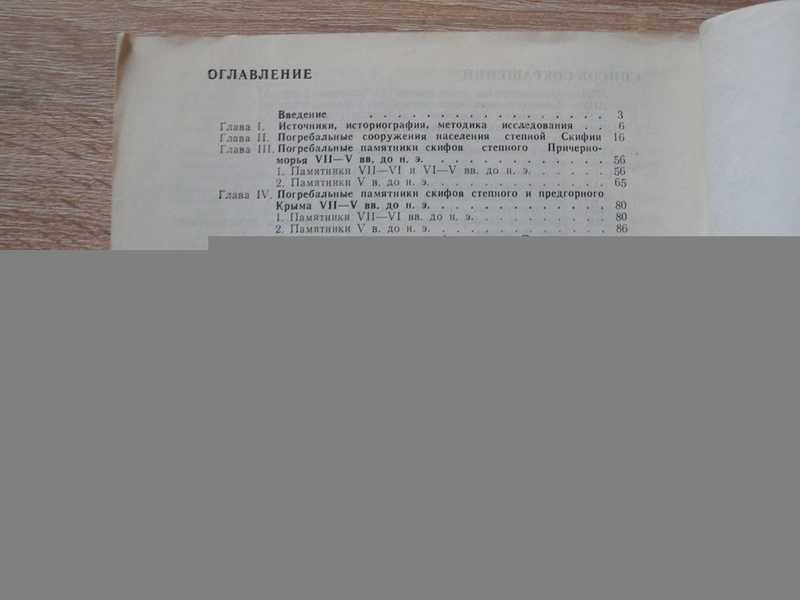 ОГЛАВЛЕНИЕ
Введение . . . . . . . . . . . . . . . . 3
Глава I. Источники, историография, методика исследования . . 6
Глава II. Погребальные сооружения населения степной Скифии 16
Глава III. Погребальные памятники скифов степного Причерно-
морья VII—V вв. до н. э. . . . . . . . . . . . . 56
1. Памятники VII—VI и VI—V вв. до н. э. . . . . . 56
2. Памятники V в. до н. э. . . . . . . . . . . . . 65
Глава IV. Погребальные памятники скифов степного и предгорного
Крыма VII—V вв. до н. э. . . . . . . . . . . . . 80
1. Памятники VII—VI вв. до н. э. . . . . . . . . . 80
2. Памятники V в. до н. э. . . . . . . . . . . . . 86